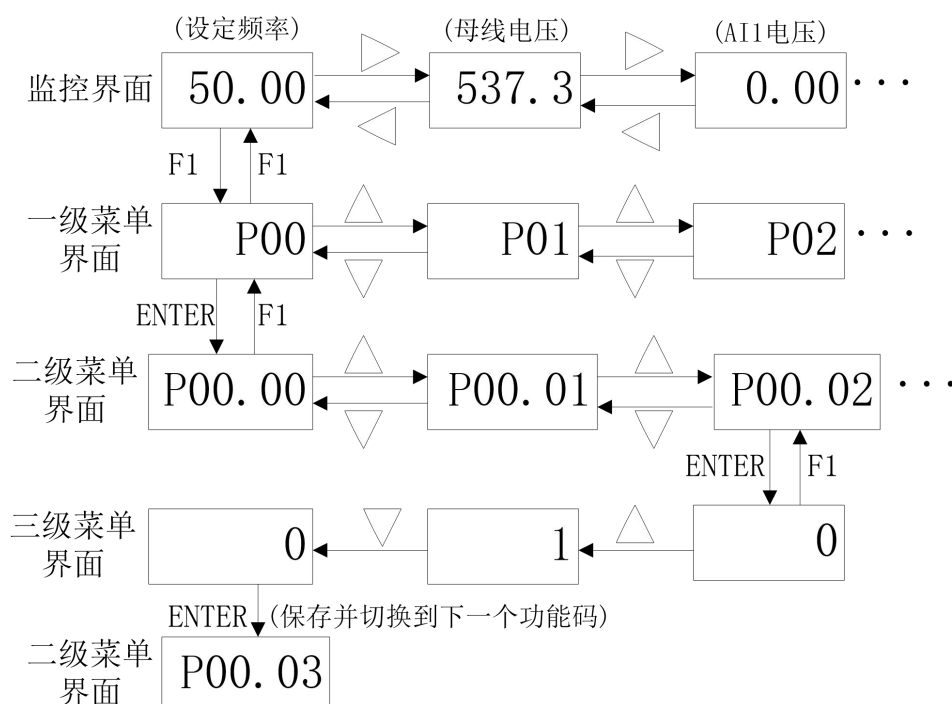 (设定频率) (母线电压) (AI1电压)
监控界面 50.00 537.3 0.00 ···
F1 F1
一级菜单
界面
P00 P01 P02 ···
ENTER F1
二级菜单
界面
P00.00 P00.01 P00.02 ···
ENTER F1
三级菜单
界面
0 1 0
ENTER (保存并切换到下一个功能码)
二级菜单
界面
P00.03